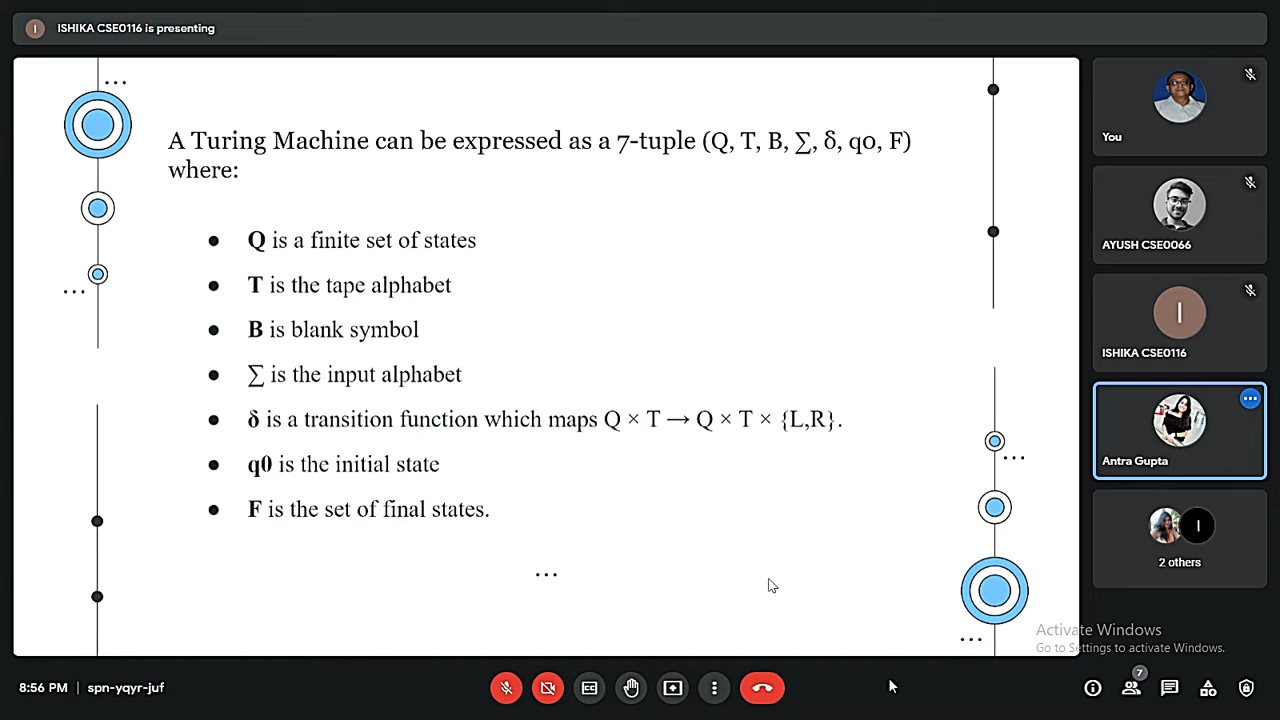 I ISHIKA CSE0116 is presenting
A Turing Machine can be expressed as a 7-tuple (Q, T, B, ∑, δ, q0, F)
where:
● Q is a finite set of states
● T is the tape alphabet
● B is blank symbol
● ∑ is the input alphabet
● δ is a transition function which maps Q × T → Q × T × {L,R}.
● q0 is the initial state
● F is the set of final states.
You
AYUSH CSE0066
I
ISHIKA CSE0116
Antra Gupta
I
2 others
Activate Windows
Go to Settings to activate Windows.
8:56 PM | spn-yqyr-juf
7